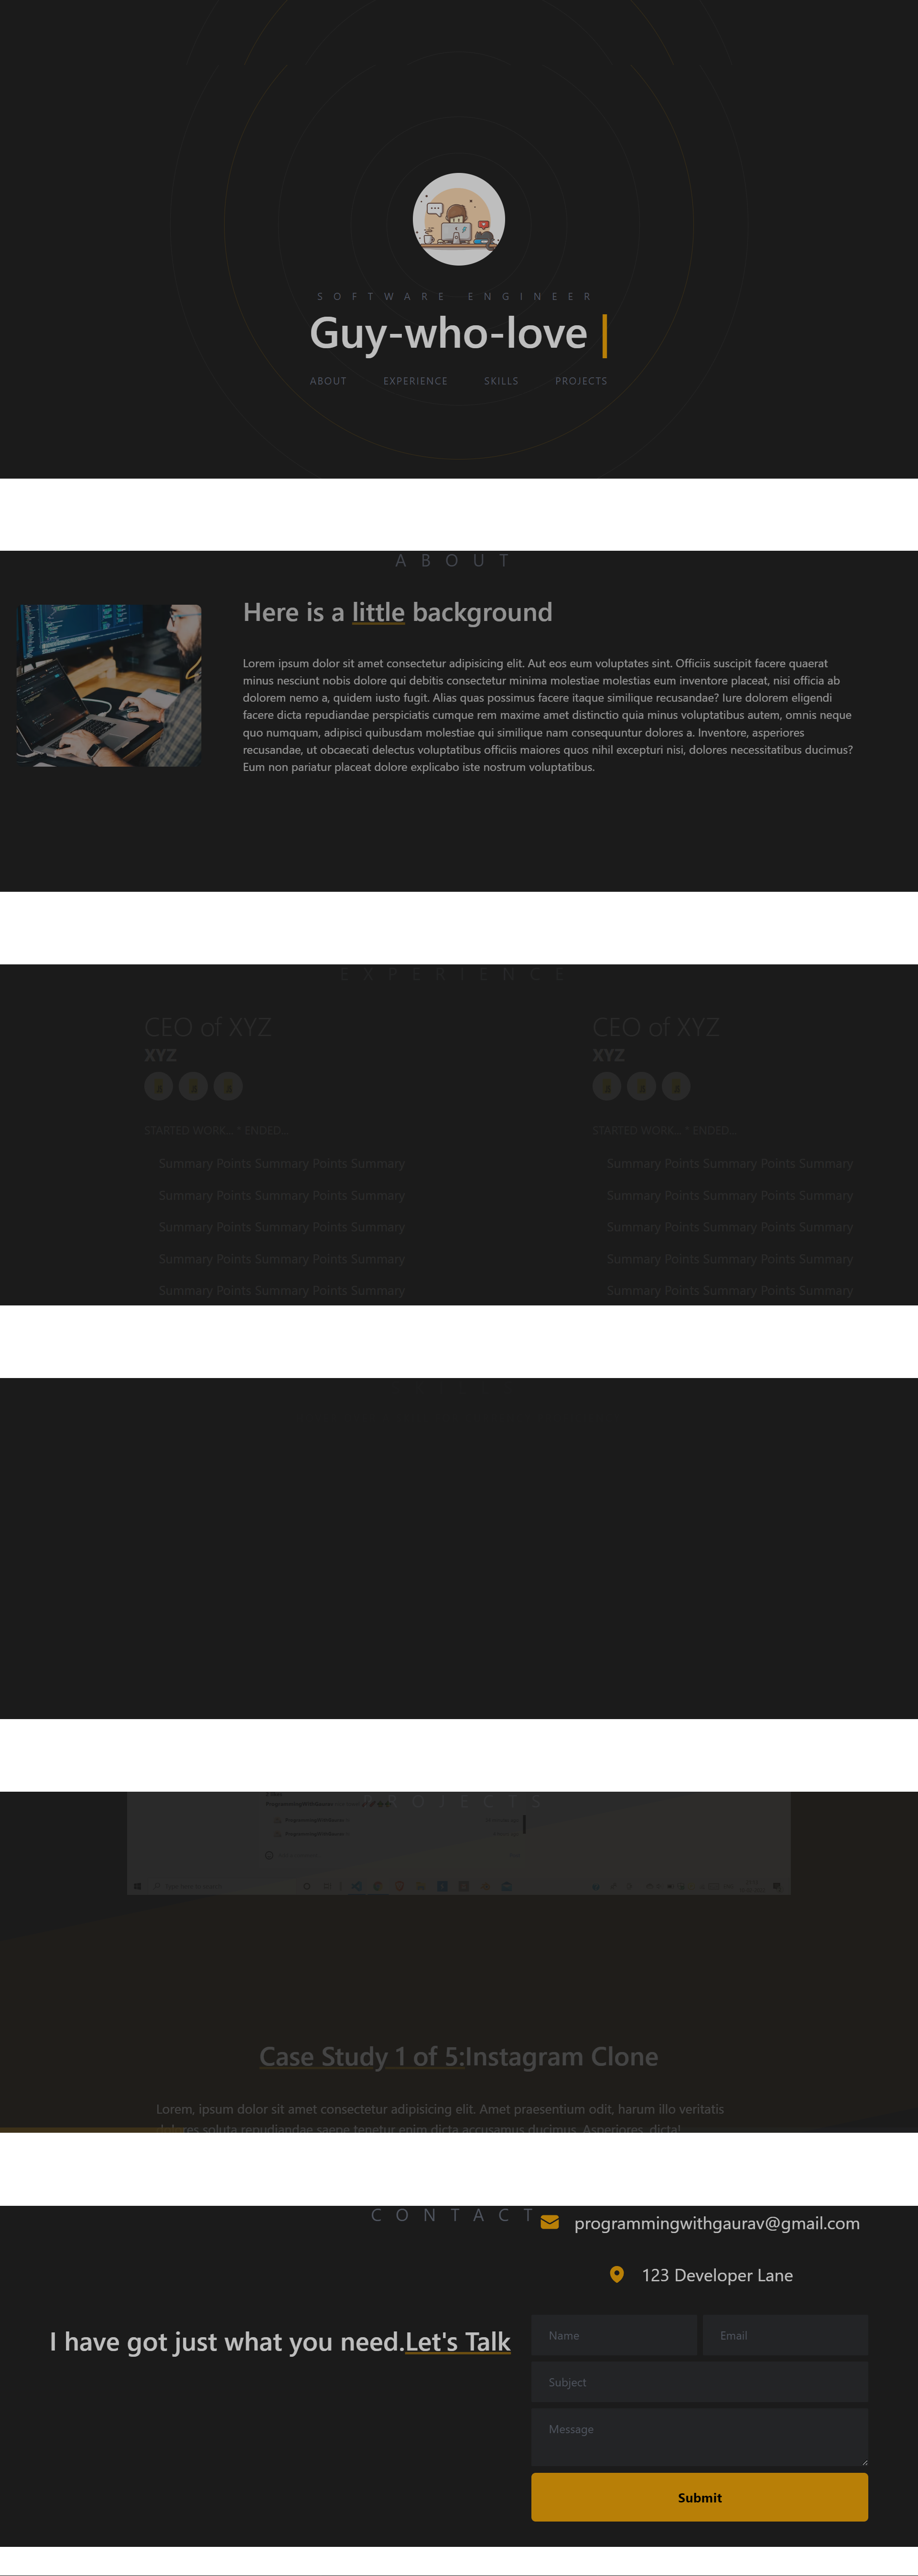 SOFTWARE ENGINEER
Guy-who-love
ABOUT EXPERIENCE SKILLS PROJECTS
ABOUT
Here is a little background
Lorem ipsum dolor sit amet consectetur adipisicing elit. Aut eos eum voluptates sint. Officiis suscipit facere quaerat
minus nesciunt nobis dolore qui debitis consectetur minima molestiae molestias eum inventore placeat, nisi officia ab
dolorem nemo a, quidem iusto fugit. Alias quas possimus facere itaque similique recusandae? Iure dolorem eligendi
facere dicta repudiandae perspiciatis cumque rem maxime amet distinctio quia minus voluptatibus autem, omnis neque
quo numquam, adipisci quibusdam molestiae qui similique nam consequuntur dolores a. Inventore, asperiores
recusandae, ut obcaecati delectus voluptatibus officiis maiores quos nihil excepturi nisi, dolores necessitatibus ducimus?
Eum non pariatur placeat dolore explicabo iste nostrum voluptatibus.
EXPERIENCE
CEO of XYZ
XYZ
STARTED WORK...* ENDED...
Summary Points Summary Points Summary
Summary Points Summary Points Summary
Summary Points Summary Points Summary
Summary Points Summary Points Summary
Summary Points Summary Points Summary
CEO of XYZ
XYZ
STARTED WORK...* ENDED...
Summary Points Summary Points Summary
Summary Points Summary Points Summary
Summary Points Summary Points Summary
Summary Points Summary Points Summary
Summary Points Summary Points Summary
PROJECTS
Case Study 1 of 5:Instagram Clone
Lorem, ipsum dolor sit amet consectetur adipisicing elit. Amet praesentium odit, harum illo veritatis
dolores soluta repudiandae saepe tenetur enim dicta accusamus ducimus. Asperiores, dicta!
CONTACT
programmingwithgaurav@gmail.com
123 Developer Lane
I have got just what you need.Let's Talk
Name Email
Subject
Message
Submit